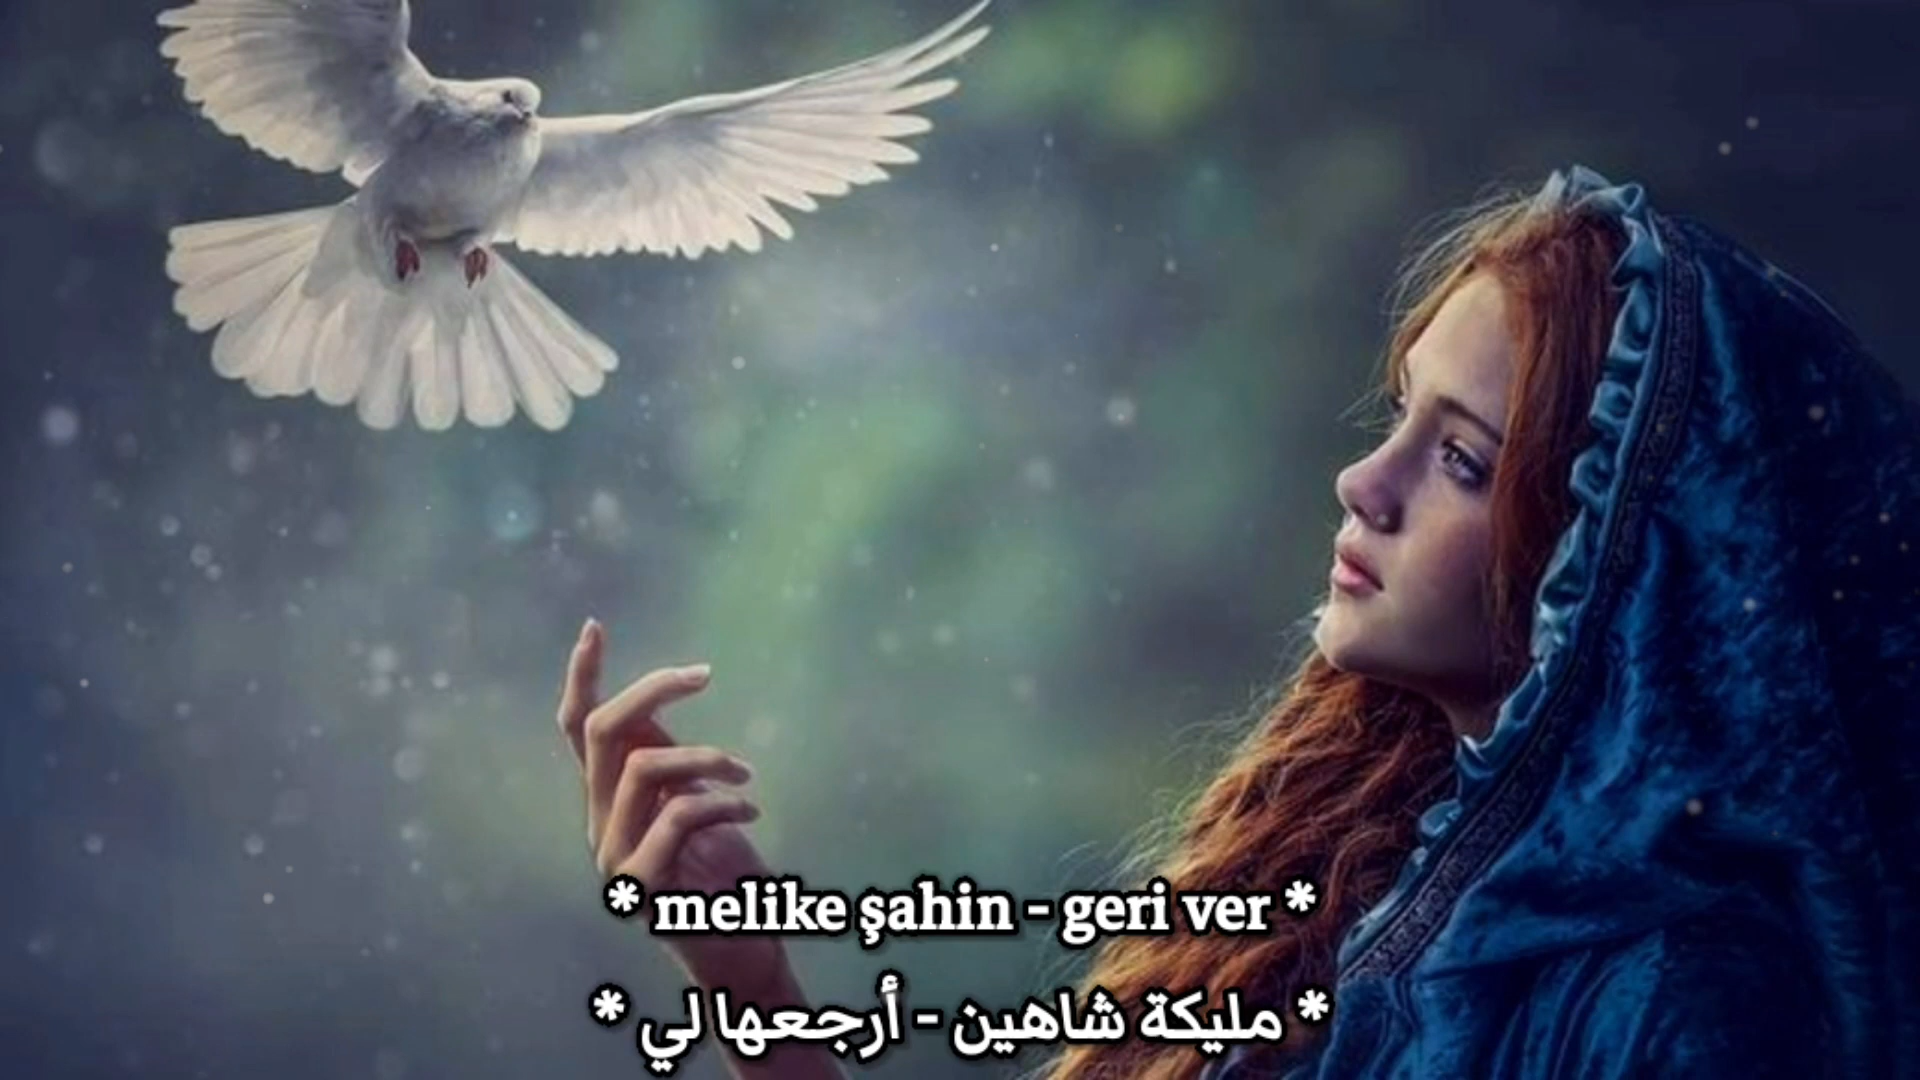 * melike şahin - geri ver *
* مليكة شاهين - أرجعها لي *